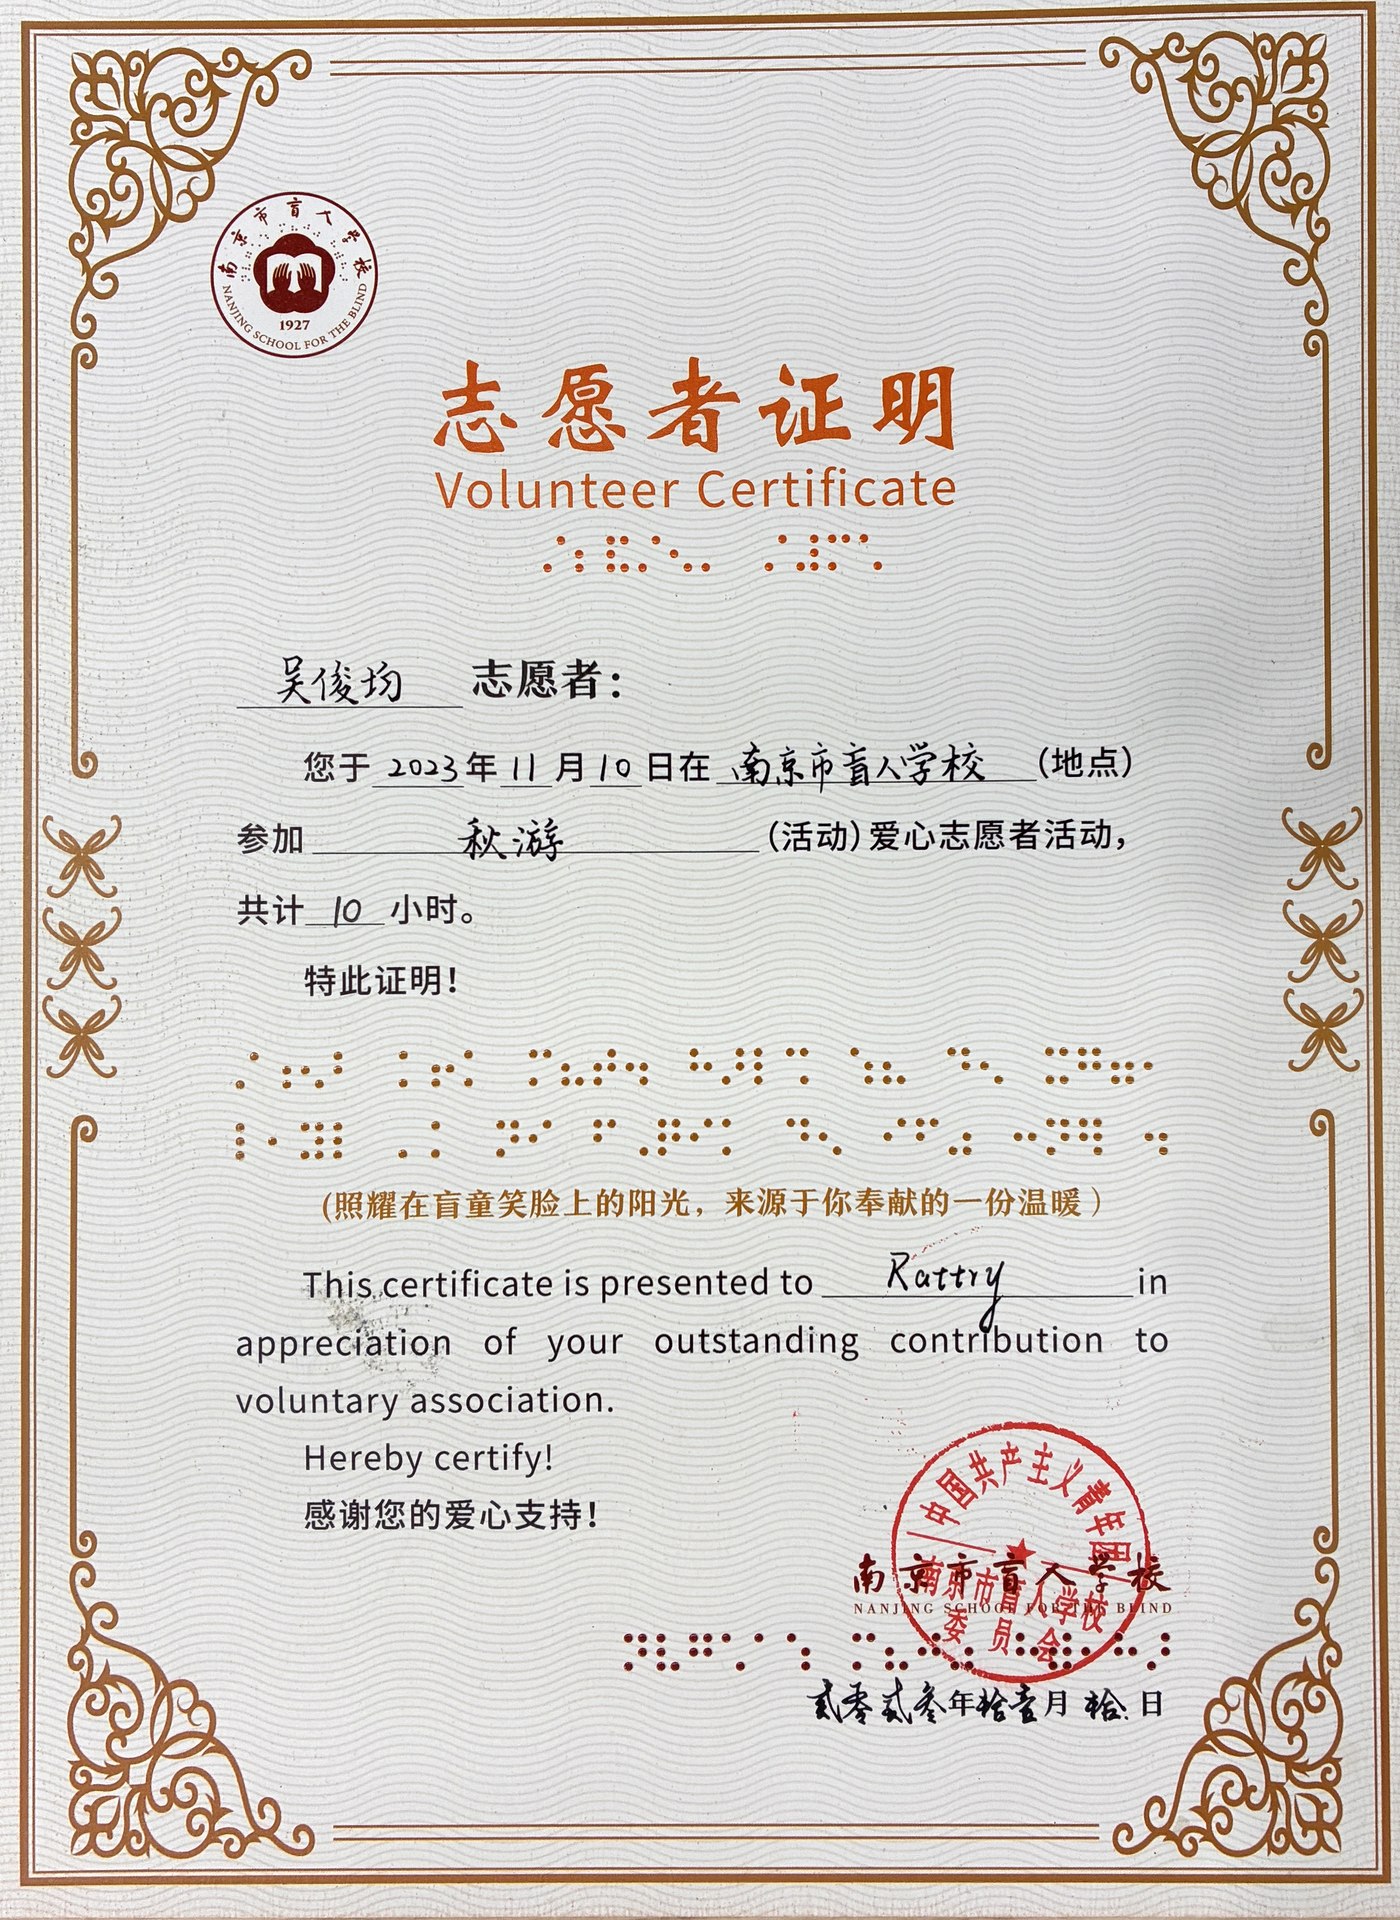 南京市盲人学校
1927
NANJING SCHOOL FOR THE BLIND
志愿者证明
Volunteer Certificate
吴俊均 志愿者：
您于 2023 年 11 月 10 日在 南京市盲人学校 （地点）
参加 秋游 （活动）爱心志愿者活动，
共计 10 小时。
特此证明！
（照耀在盲童笑脸上的阳光，来源于你奉献的一份温暖）
This certificate is presented to Rattry in
appreciation of your outstanding contribution to
voluntary association.
Hereby certify!
感谢您的爱心支持！
中国共产主义青年团
南京市盲人学校
委员会
南京市盲人学校
NANJING SCHOOL FOR THE BLIND
贰零贰叁年拾壹月拾日